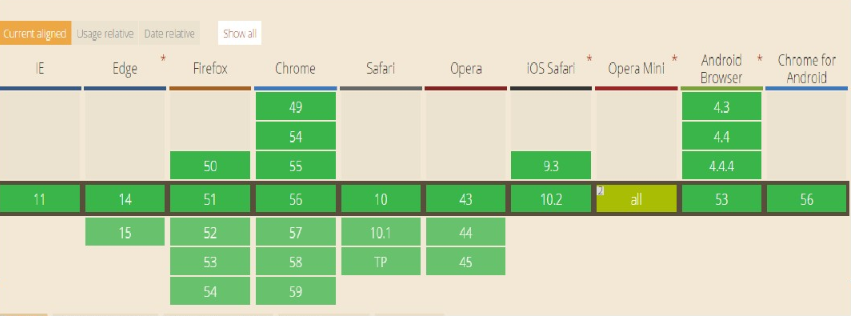 Current aligned Usage relative Date relative Show all
IE Edge * Firefox Chrome Safari Opera IOS Safari * Opera Mini * Android Browser * Chrome for Android
49 4.3
54 4.4
50 55 9.3 4.4.4
11 14 51 56 10 43 10.2 2 all 53 56
15 52 57 10.1 44
53 58 TP 45
54 59